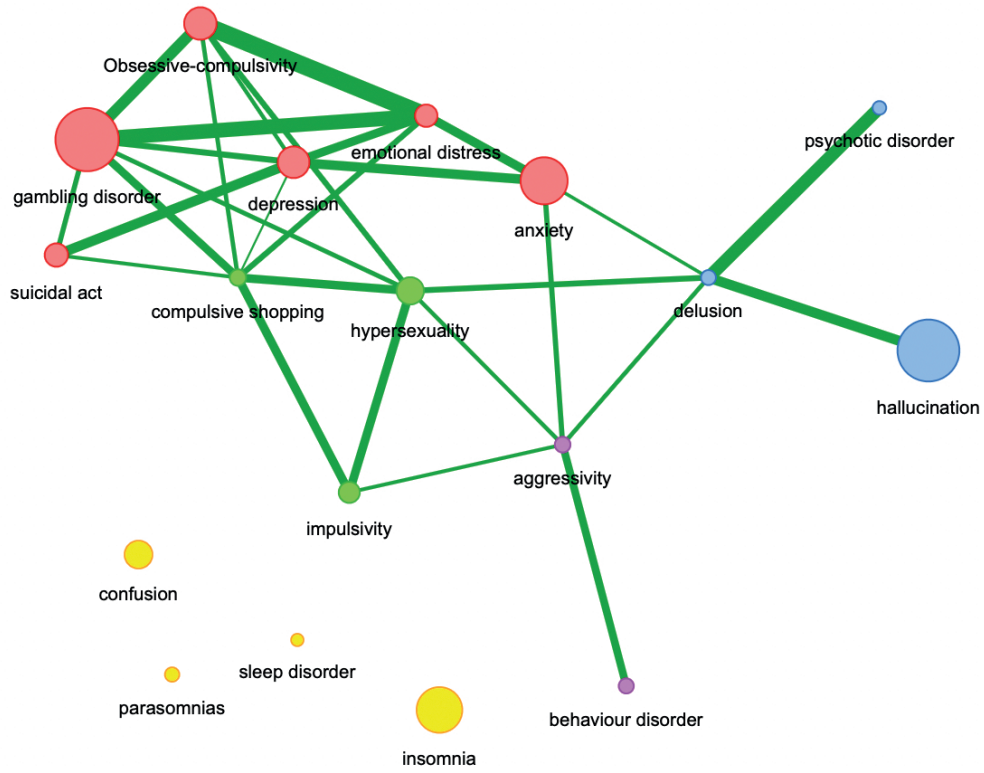 Obsessive-compulsivity
psychotic disorder
emotional distress
gambling disorder
depression
anxiety
suicidal act
compulsive shopping
hypersexuality
delusion
hallucination
aggressivity
impulsivity
confusion
sleep disorder
parasomnias
behaviour disorder
insomnia